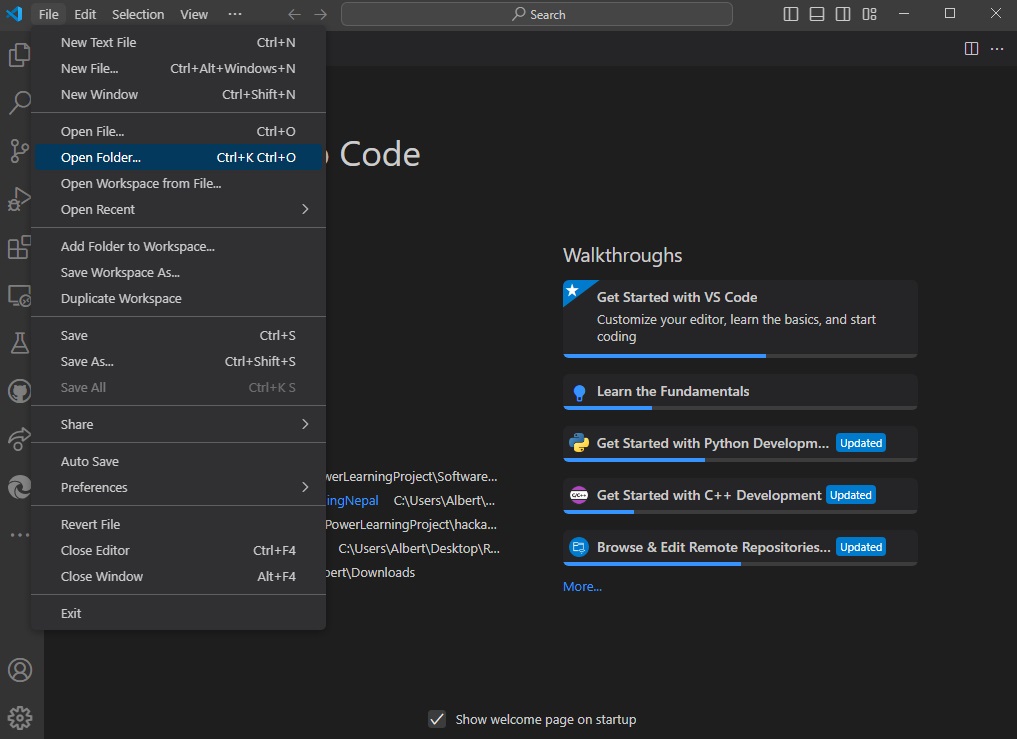 File Edit Selection View ··· Search
New Text File Ctrl+N
New File... Ctrl+Alt+Windows+N
New Window Ctrl+Shift+N
Open File... Ctrl+O
Open Folder... Ctrl+K Ctrl+O
Open Workspace from File...
Open Recent
Add Folder to Workspace...
Save Workspace As...
Duplicate Workspace
Save Ctrl+S
Save As... Ctrl+Shift+S
Save All Ctrl+K S
Share
Auto Save
Preferences
Revert File
Close Editor Ctrl+F4
Close Window Alt+F4
Exit
Code
werLearningProject\Software...
ingNepal C:\Users\Albert\...
PowerLearningProject\hacka...
C:\Users\Albert\Desktop\R...
bert\Downloads
Walkthroughs
Get Started with VS Code
Customize your editor, learn the basics, and start
coding
Learn the Fundamentals
Get Started with Python Developm... Updated
C/C++ Get Started with C++ Development Updated
Browse & Edit Remote Repositories... Updated
More...
Show welcome page on startup